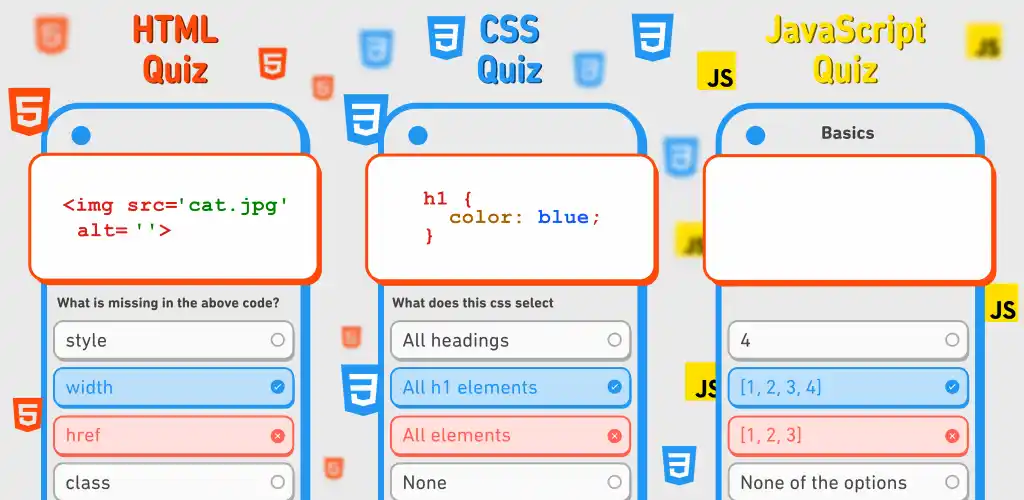 HTML
Quiz
<img src='cat.jpg'
alt= ''>
What is missing in the above code?
style
width
href
class
CSS
Quiz
h1 {
color: blue;
}
What does this css select
All headings
All h1 elements
All elements
None
JavaScript
Quiz
JS
JS
Basics
JS
JS
JS
4
[1, 2, 3, 4]
[1, 2, 3]
None of the options